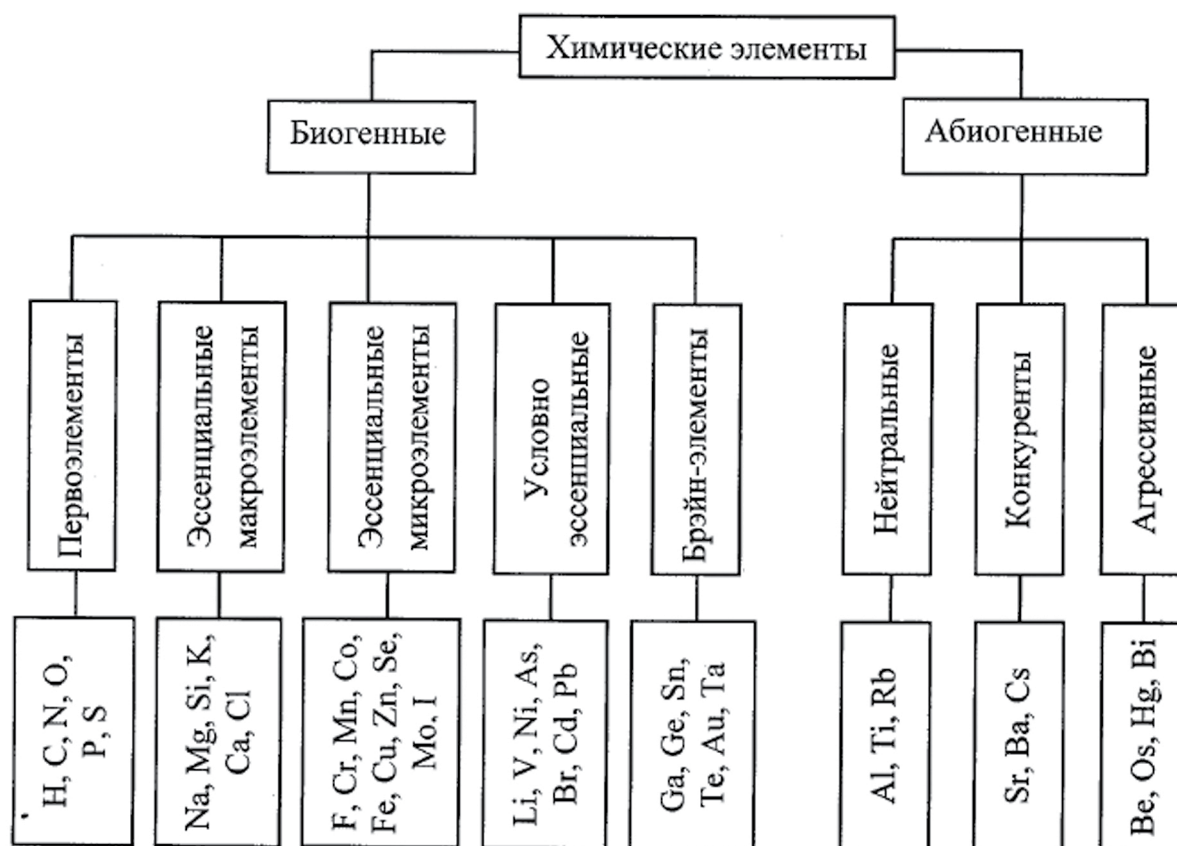 Химические элементы
Биогенные
Абиогенные
Первоэлементы
Эссенциальные
макроэлементы
Эссенциальные
микроэлементы
Условно
эссенциальные
Брэйн-элементы
Нейтральные
Конкуренты
Агрессивные
H, C, N, O,
P, S
Na, Mg, Si, K,
Ca, Cl
F, Cr, Mn, Co,
Fe, Cu, Zn, Se,
Mo, I
Li, V, Ni, As,
Br, Cd, Pb
Ga, Ge, Sn,
Te, Au, Ta
Al, Ti, Rb
Sr, Ba, Cs
Be, Os, Hg, Bi